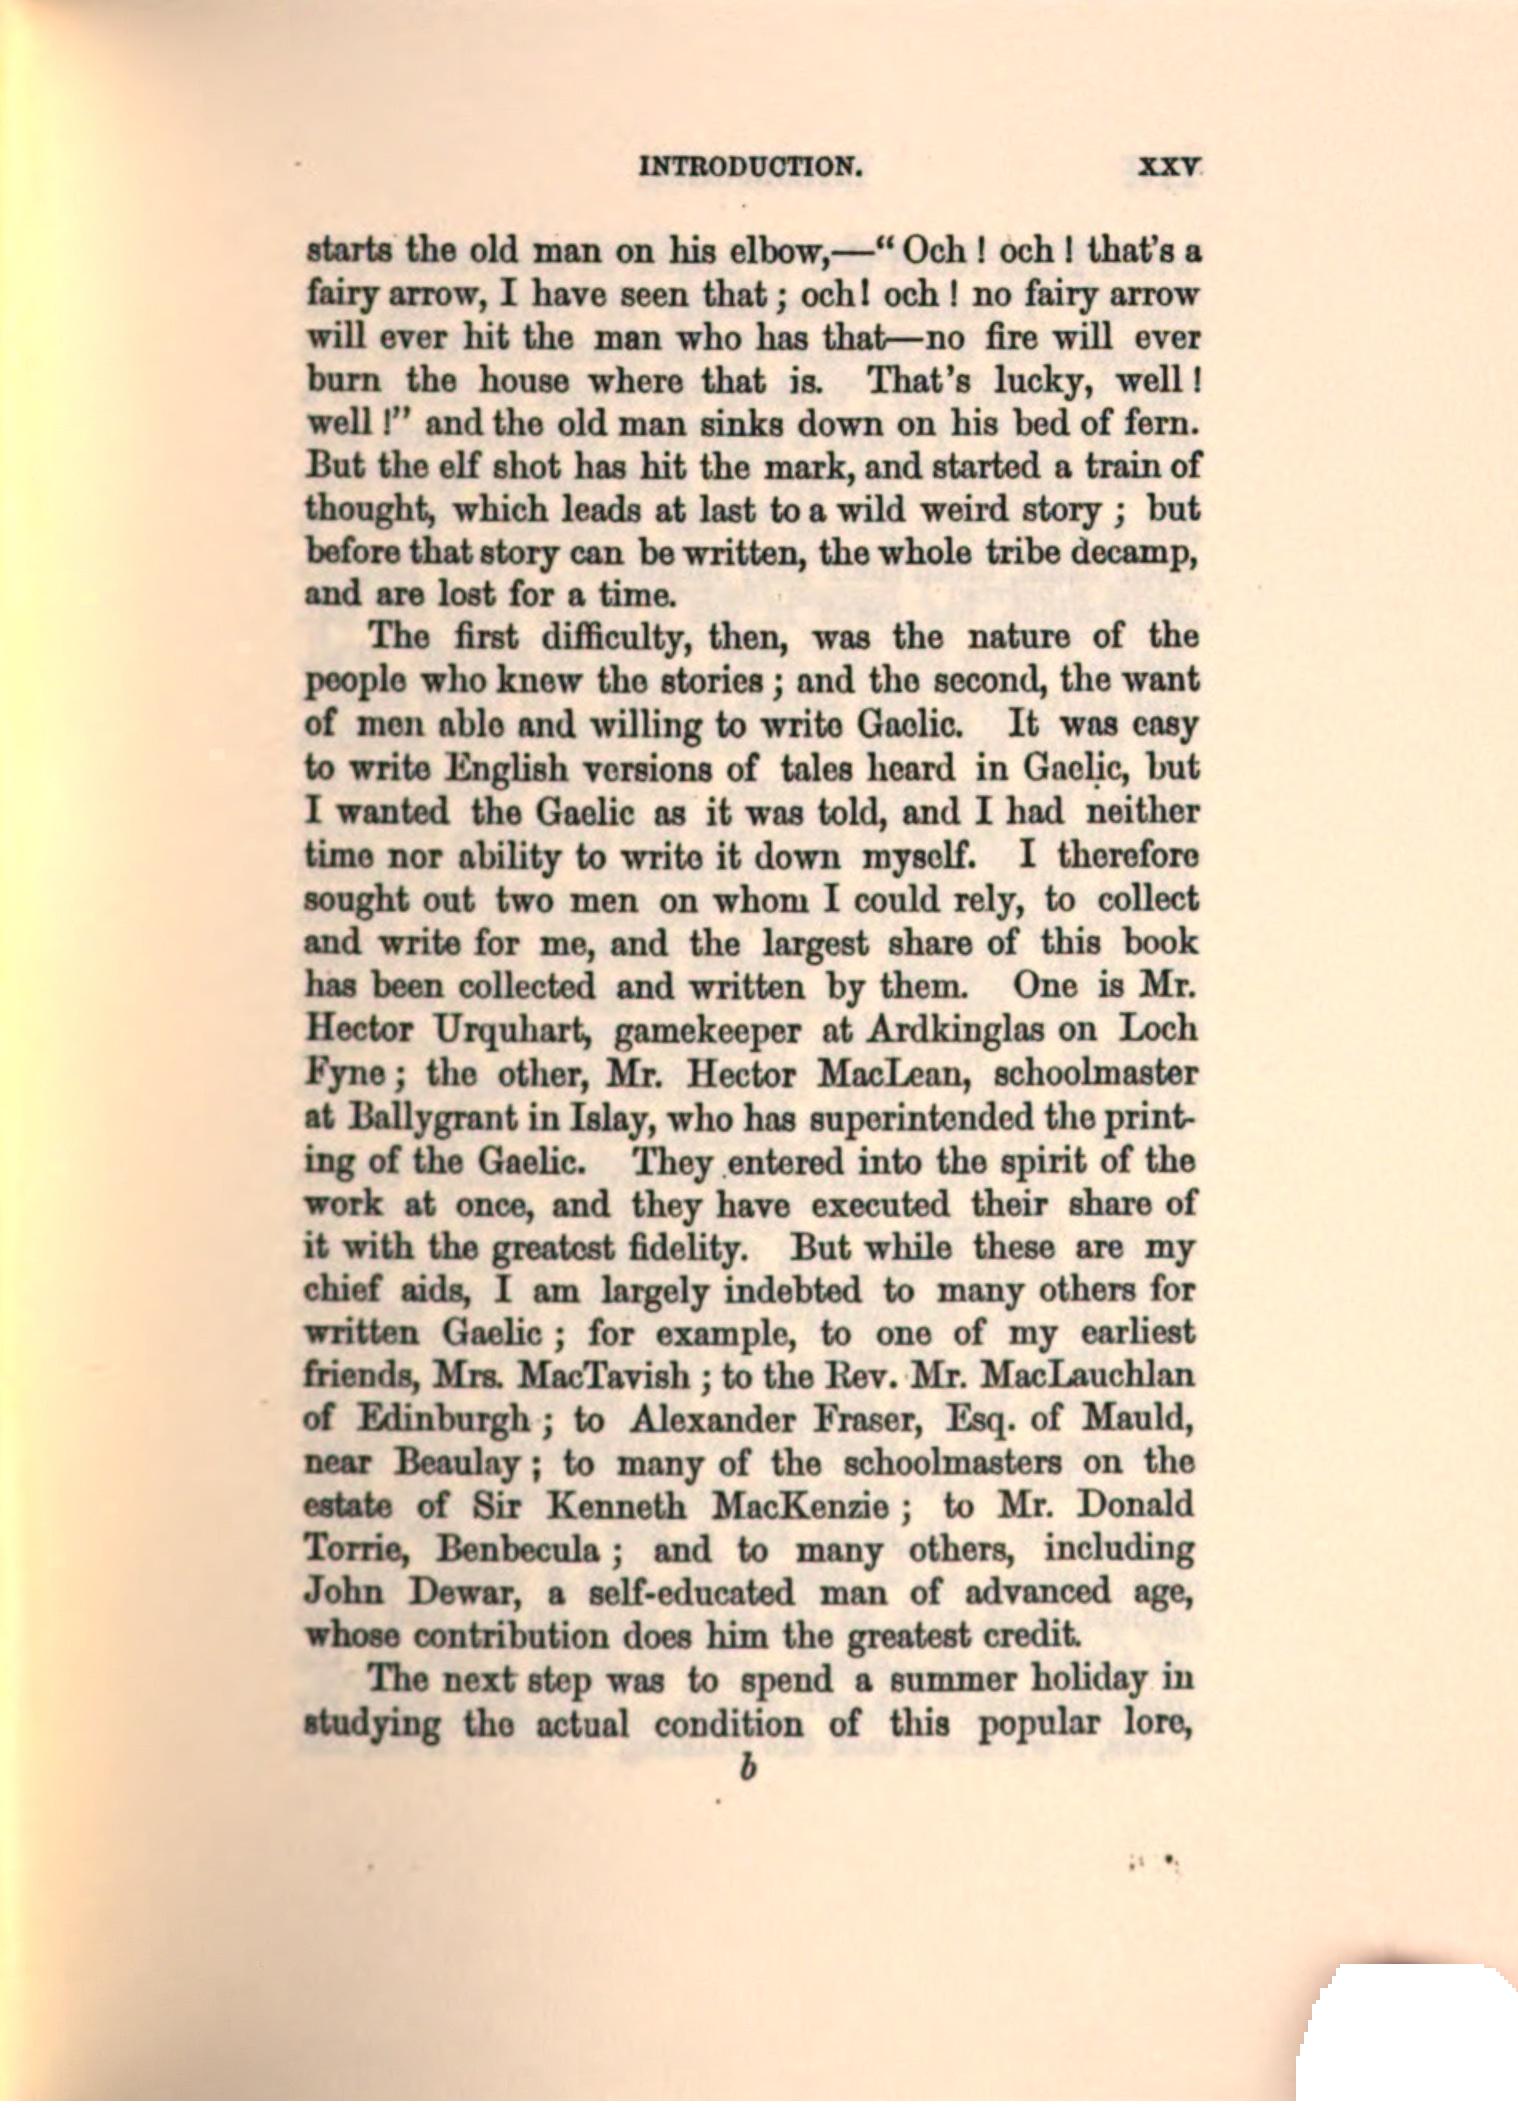 INTRODUCTION. XXV
starts the old man on his elbow,—“Och ! och ! that's a
fairy arrow, I have seen that ; och! och ! no fairy arrow
will ever hit the man who has that—no fire will ever
burn the house where that is. That's lucky, well !
well !” and the old man sinks down on his bed of fern.
But the elf shot has hit the mark, and started a train of
thought, which leads at last to a wild weird story ; but
before that story can be written, the whole tribe decamp,
and are lost for a time.
The first difficulty, then, was the nature of the
people who knew the stories ; and the second, the want
of men able and willing to write Gaelic. It was easy
to write English versions of tales heard in Gaelic, but
I wanted the Gaelic as it was told, and I had neither
time nor ability to write it down myself. I therefore
sought out two men on whom I could rely, to collect
and write for me, and the largest share of this book
has been collected and written by them. One is Mr.
Hector Urquhart, gamekeeper at Ardkinglas on Loch
Fyne ; the other, Mr. Hector MacLean, schoolmaster
at Ballygrant in Islay, who has superintended the print-
ing of the Gaelic. They entered into the spirit of the
work at once, and they have executed their share of
it with the greatest fidelity. But while these are my
chief aids, I am largely indebted to many others for
written Gaelic ; for example, to one of my earliest
friends, Mrs. MacTavish ; to the Rev. Mr. MacLauchlan
of Edinburgh ; to Alexander Fraser, Esq. of Mauld,
near Beaulay ; to many of the schoolmasters on the
estate of Sir Kenneth MacKenzie ; to Mr. Donald
Torrie, Benbecula ; and to many others, including
John Dewar, a self-educated man of advanced age,
whose contribution does him the greatest credit.
The next step was to spend a summer holiday in
studying the actual condition of this popular lore,
b